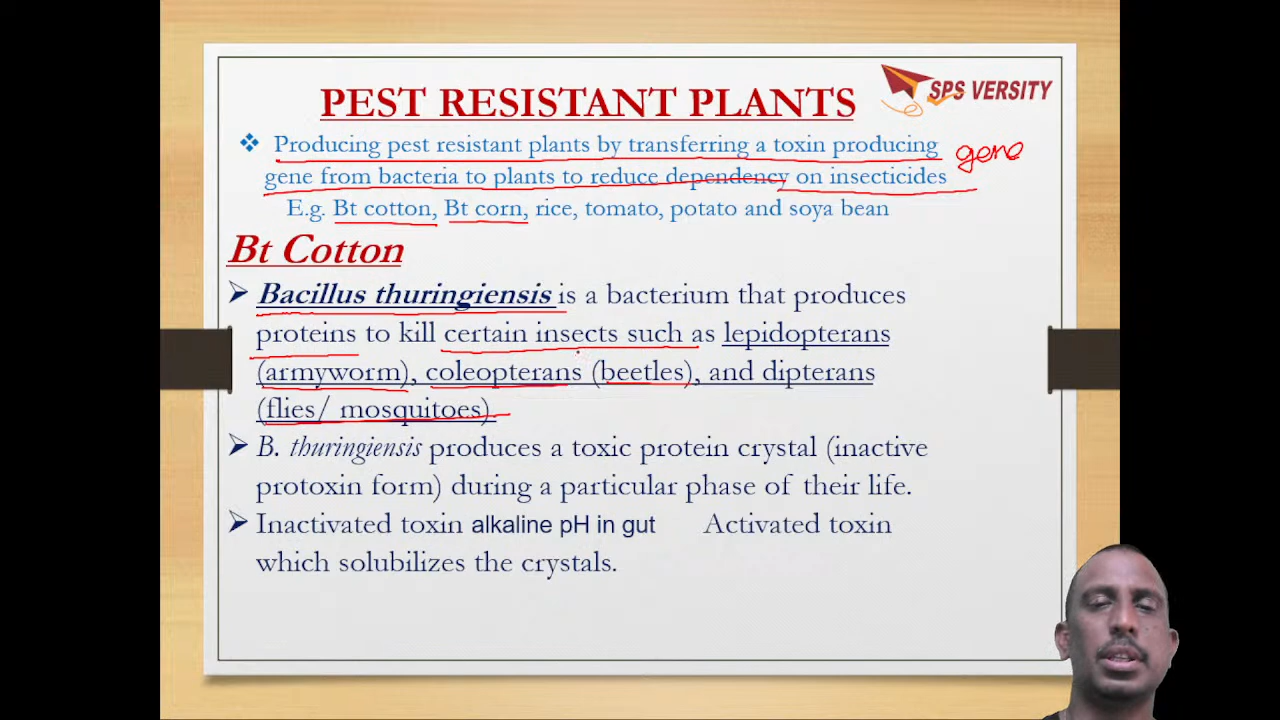 PEST RESISTANT PLANTS
SPS VERSITY
❖ Producing pest resistant plants by transferring a toxin producing gene
gene from bacteria to plants to reduce dependency on insecticides
E.g. Bt cotton, Bt corn, rice, tomato, potato and soya bean
Bt Cotton
➤ Bacillus thuringiensis is a bacterium that produces
proteins to kill certain insects such as lepidopterans
(armyworm), coleopterans (beetles), and dipterans
(flies/ mosquitoes).
➤ B. thuringiensis produces a toxic protein crystal (inactive
protoxin form) during a particular phase of their life.
➤ Inactivated toxin alkaline pH in gut Activated toxin
which solubilizes the crystals.